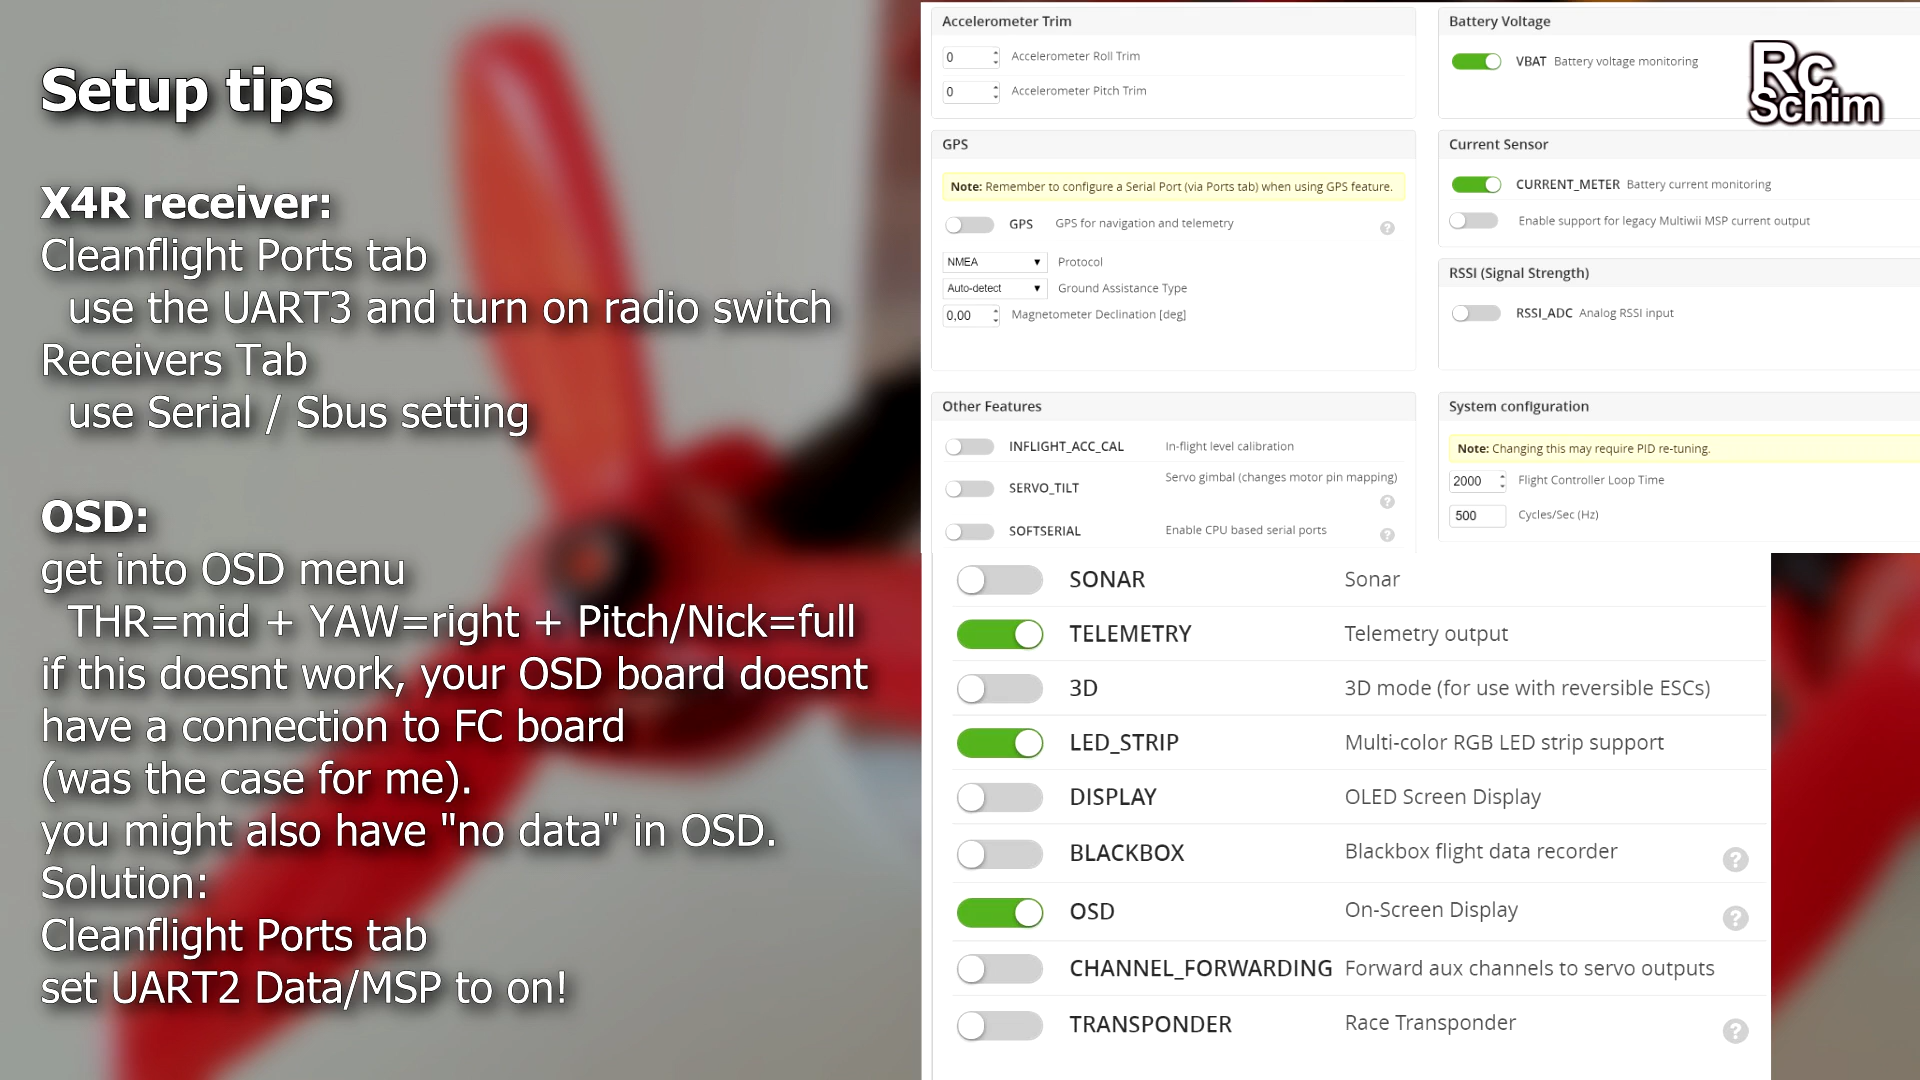 Setup tips
X4R receiver:
Cleanflight Ports tab
use the UART3 and turn on radio switch
Receivers Tab
use Serial / Sbus setting
OSD:
get into OSD menu
THR=mid + YAW=right + Pitch/Nick=full
if this doesnt work, your OSD board doesnt
have a connection to FC board
(was the case for me).
you might also have "no data" in OSD.
Solution:
Cleanflight Ports tab
set UART2 Data/MSP to on!
Accelerometer Trim
0 Accelerometer Roll Trim
0 Accelerometer Pitch Trim
GPS
Note: Remember to configure a Serial Port (via Ports tab) when using GPS feature.
GPS GPS for navigation and telemetry ?
NMEA Protocol
Auto-detect Ground Assistance Type
0,00 Magnetometer Declination [deg]
Other Features
INFLIGHT_ACC_CAL In-flight level calibration
SERVO_TILT Servo gimbal (changes motor pin mapping) ?
SOFTSERIAL Enable CPU based serial ports ?
Battery Voltage
VBAT Battery voltage monitoring
Rc
Schim
Current Sensor
CURRENT_METER Battery current monitoring
Enable support for legacy Multiwii MSP current output
RSSI (Signal Strength)
RSSI_ADC Analog RSSI input
System configuration
Note: Changing this may require PID re-tuning.
2000 Flight Controller Loop Time
500 Cycles/Sec (Hz)
SONAR Sonar
TELEMETRY Telemetry output
3D 3D mode (for use with reversible ESCs)
LED_STRIP Multi-color RGB LED strip support
DISPLAY OLED Screen Display
BLACKBOX Blackbox flight data recorder ?
OSD On-Screen Display ?
CHANNEL_FORWARDING Forward aux channels to servo outputs
TRANSPONDER Race Transponder ?